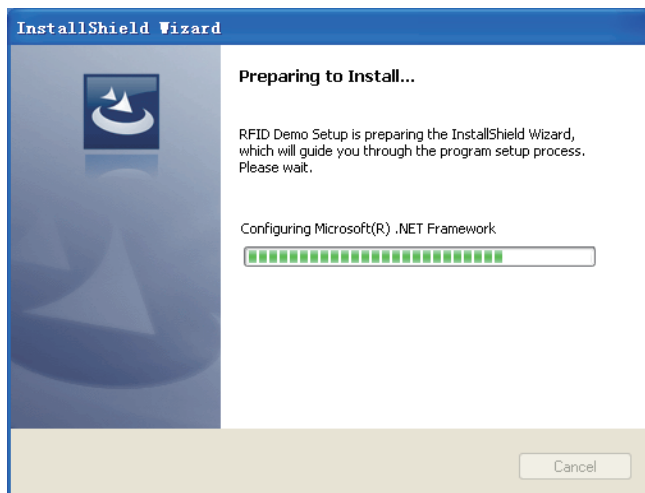 InstallShield Wizard
Preparing to Install...
RFID Demo Setup is preparing the InstallShield Wizard,
which will guide you through the program setup process.
Please wait.
Configuring Microsoft(R) .NET Framework
Cancel